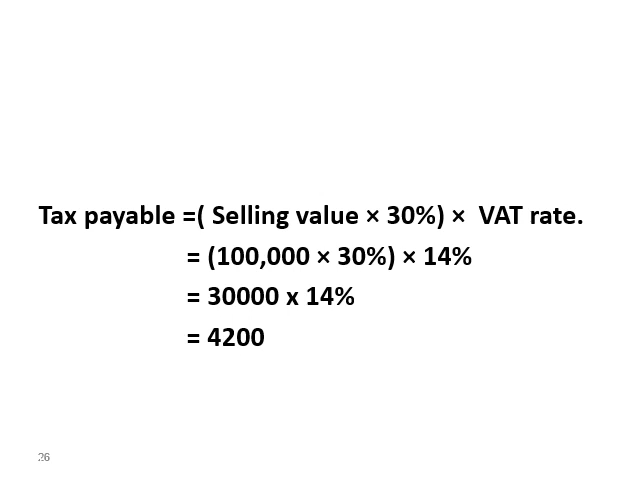 Tax payable =( Selling value × 30%) × VAT rate.
= (100,000 × 30%) × 14%
= 30000 x 14%
= 4200
26